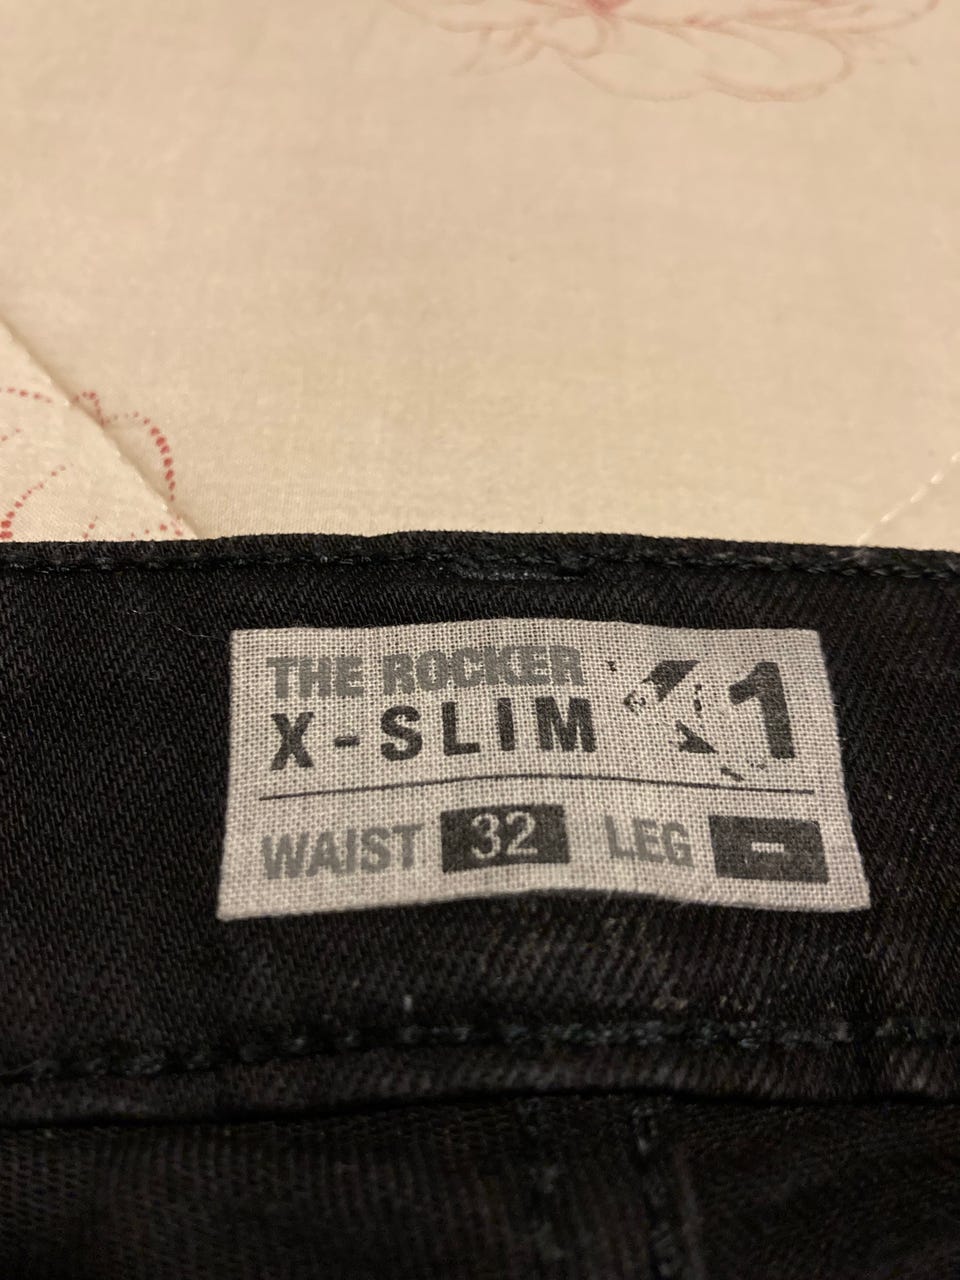 THE ROCKER
X-SLIM 1
WAIST 32 LEG -